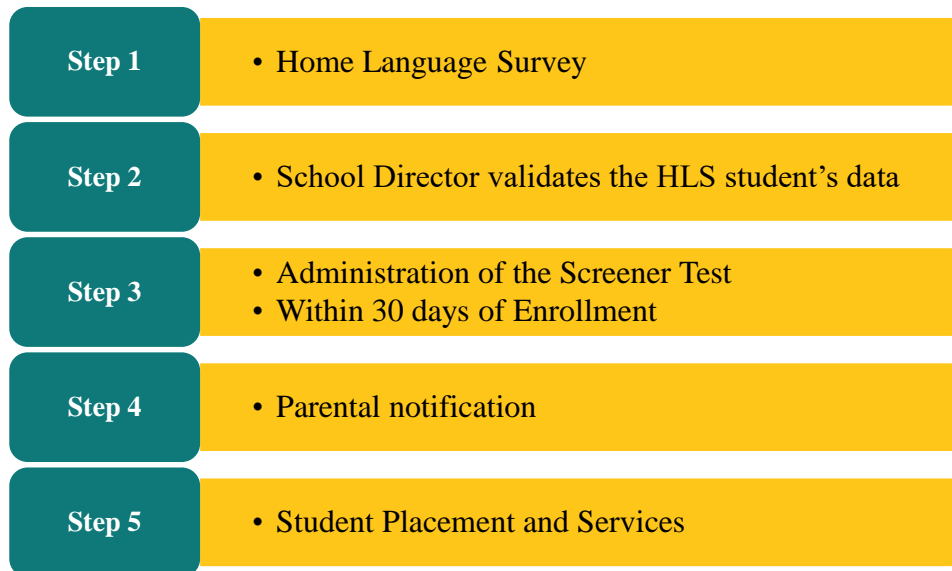 Step 1
• Home Language Survey
Step 2
• School Director validates the HLS student’s data
Step 3
• Administration of the Screener Test
• Within 30 days of Enrollment
Step 4
• Parental notification
Step 5
• Student Placement and Services